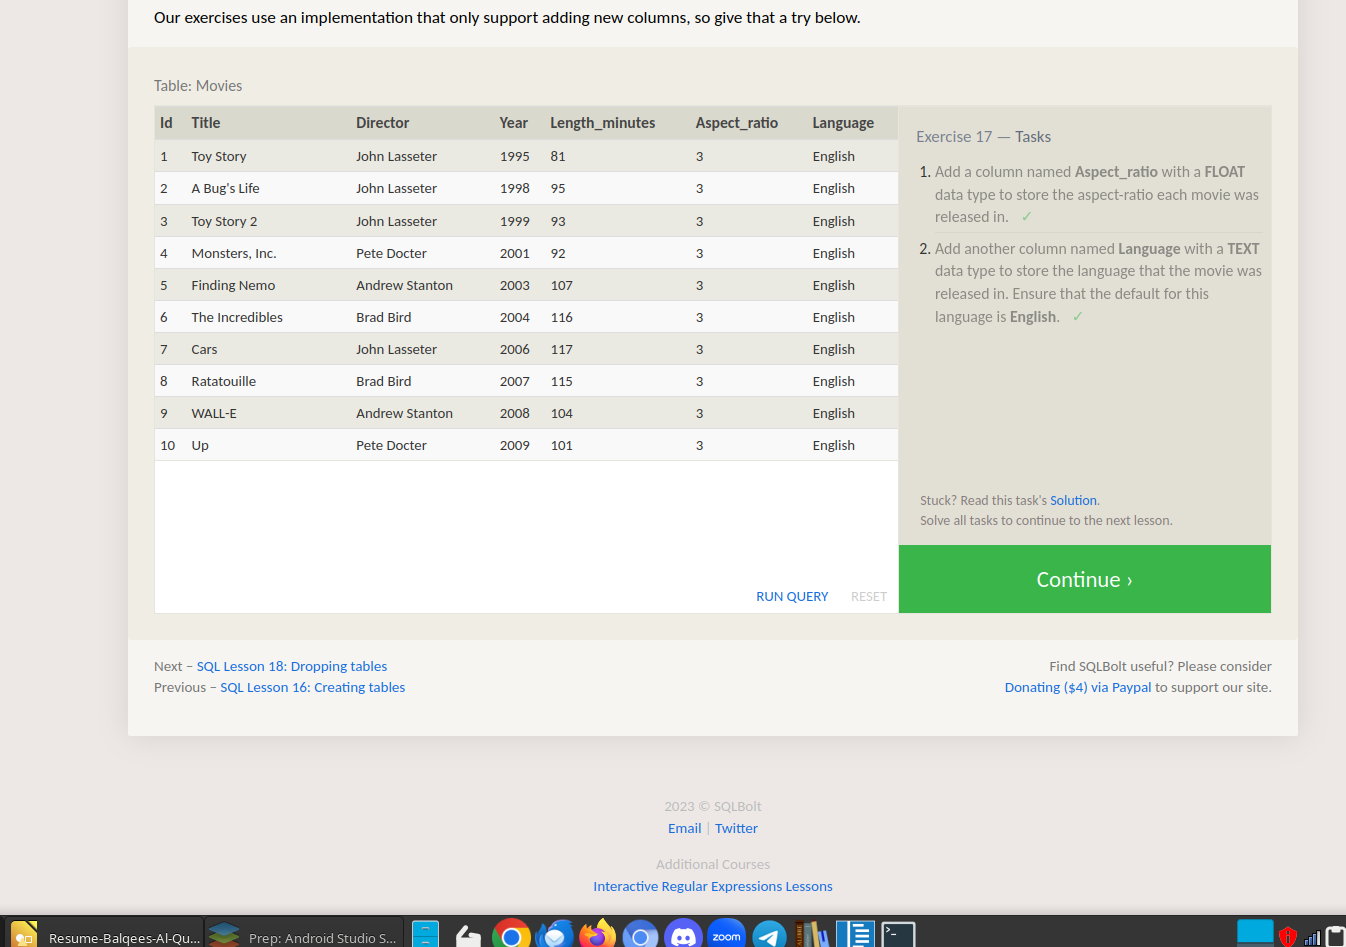 Our exercises use an implementation that only support adding new columns, so give that a try below.
Table: Movies
Id Title Director Year Length_minutes Aspect_ratio Language
1 Toy Story John Lasseter 1995 81 3 English
2 A Bug's Life John Lasseter 1998 95 3 English
3 Toy Story 2 John Lasseter 1999 93 3 English
4 Monsters, Inc. Pete Docter 2001 92 3 English
5 Finding Nemo Andrew Stanton 2003 107 3 English
6 The Incredibles Brad Bird 2004 116 3 English
7 Cars John Lasseter 2006 117 3 English
8 Ratatouille Brad Bird 2007 115 3 English
9 WALL-E Andrew Stanton 2008 104 3 English
10 Up Pete Docter 2009 101 3 English
RUN QUERY RESET
Exercise 17 — Tasks
1. Add a column named Aspect_ratio with a FLOAT
data type to store the aspect-ratio each movie was
released in. ✓
2. Add another column named Language with a TEXT
data type to store the language that the movie was
released in. Ensure that the default for this
language is English. ✓
Stuck? Read this task's Solution.
Solve all tasks to continue to the next lesson.
Continue ›
Next – SQL Lesson 18: Dropping tables
Previous – SQL Lesson 16: Creating tables
Find SQLBolt useful? Please consider
Donating ($4) via Paypal to support our site.
2023 © SQLBolt
Email | Twitter
Additional Courses
Interactive Regular Expressions Lessons
Resume-Balqees-Al-Qu... Prep: Android Studio S... zoom